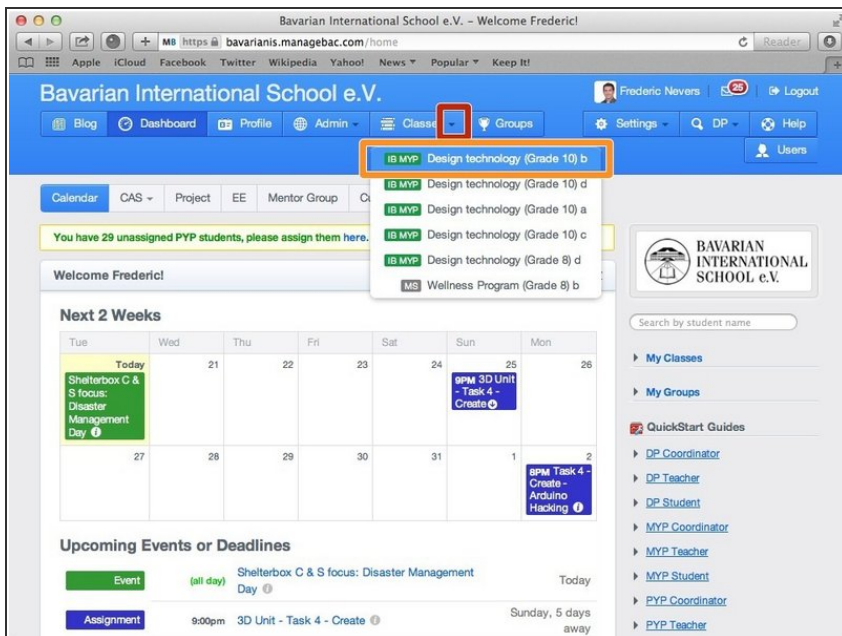 Bavarian International School e.V. – Welcome Frederic!
MB https bavarianis.managebac.com/home
Reader
Apple iCloud Facebook Twitter Wikipedia Yahoo! News Popular Keep It!
Bavarian International School e.V.
Frederic Nevers 25 Logout
Blog Dashboard Profile Admin Classe Groups Settings DP Help
Users
IB MYP Design technology (Grade 10) b
IB MYP Design technology (Grade 10) d
IB MYP Design technology (Grade 10) a
IB MYP Design technology (Grade 10) c
IB MYP Design technology (Grade 8) d
MS Wellness Program (Grade 8) b
Calendar CAS Project EE Mentor Group
You have 29 unassigned PYP students, please assign them here.
Welcome Frederic!
Next 2 Weeks
Tue Wed Thu Fri Sat Sun Mon
Today 21 22 23 24 25 26
Shelterbox C &
S focus:
Disaster
Management
Day
9PM 3D Unit
- Task 4 -
Create
27 28 29 30 31 1 2
8PM Task 4 -
Create -
Arduino
Hacking
Upcoming Events or Deadlines
Event (all day) Shelterbox C & S focus: Disaster Management
Day
Today
Assignment 9:00pm 3D Unit - Task 4 - Create
Sunday, 5 days
away
BAVARIAN
INTERNATIONAL
SCHOOL e.V.
Search by student name
My Classes
My Groups
QuickStart Guides
DP Coordinator
DP Teacher
DP Student
MYP Coordinator
MYP Teacher
MYP Student
PYP Coordinator
PYP Teacher